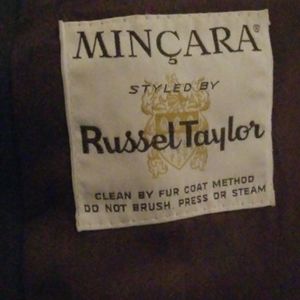 MINÇARA®
STYLED BY
Russel Taylor
CLEAN BY FUR COAT METHOD
DO NOT BRUSH, PRESS OR STEAM